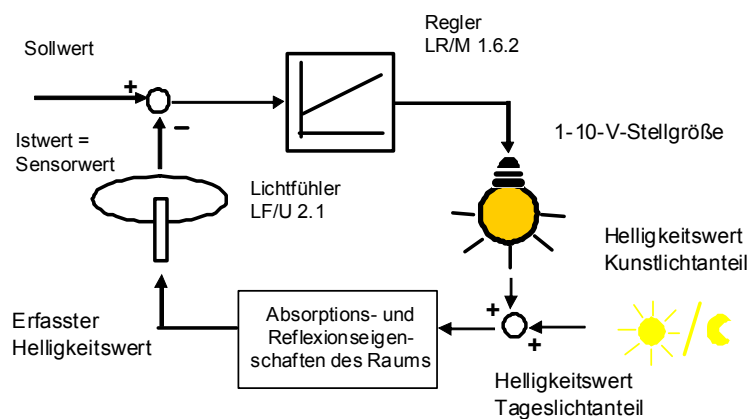 Regler
LR/M 1.6.2
Sollwert
+
1-10-V-Stellgröße
–
Istwert =
Sensorwert
Lichtfühler
LF/U 2.1
Helligkeitswert
Kunstlichtanteil
Absorptions- und
Reflexionseigen-
schaften des Raums
+
+
Erfasster
Helligkeitswert
Helligkeitswert
Tageslichtanteil